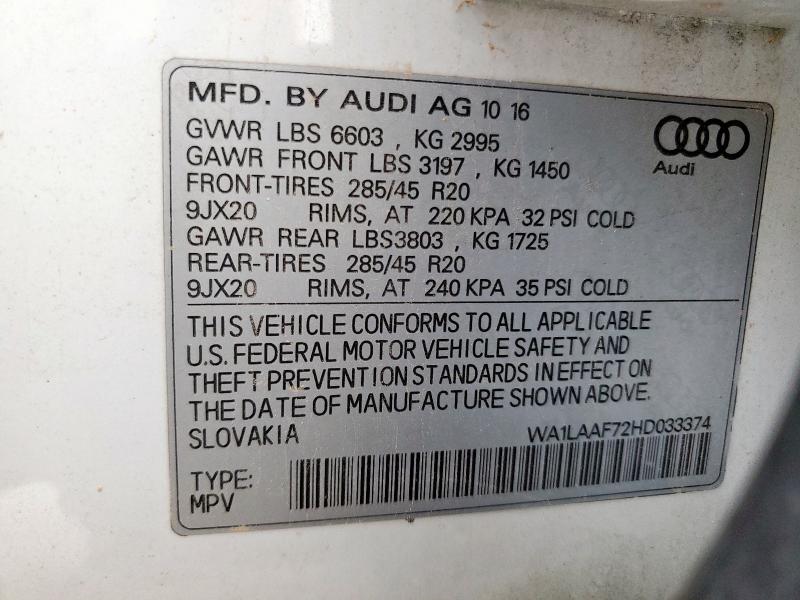 MFD. BY AUDI AG 10 16
GVWR LBS 6603 , KG 2995
GAWR FRONT LBS 3197 , KG 1450
FRONT-TIRES 285/45 R20
9JX20 RIMS, AT 220 KPA 32 PSI COLD
GAWR REAR LBS3803 , KG 1725
REAR-TIRES 285/45 R20
9JX20 RIMS, AT 240 KPA 35 PSI COLD
Audi
THIS VEHICLE CONFORMS TO ALL APPLICABLE
U.S. FEDERAL MOTOR VEHICLE SAFETY AND
THEFT PREVENTION STANDARDS IN EFFECT ON
THE DATE OF MANUFACTURE SHOWN ABOVE.
SLOVAKIA WA1LAAF72HD033374
TYPE:
MPV